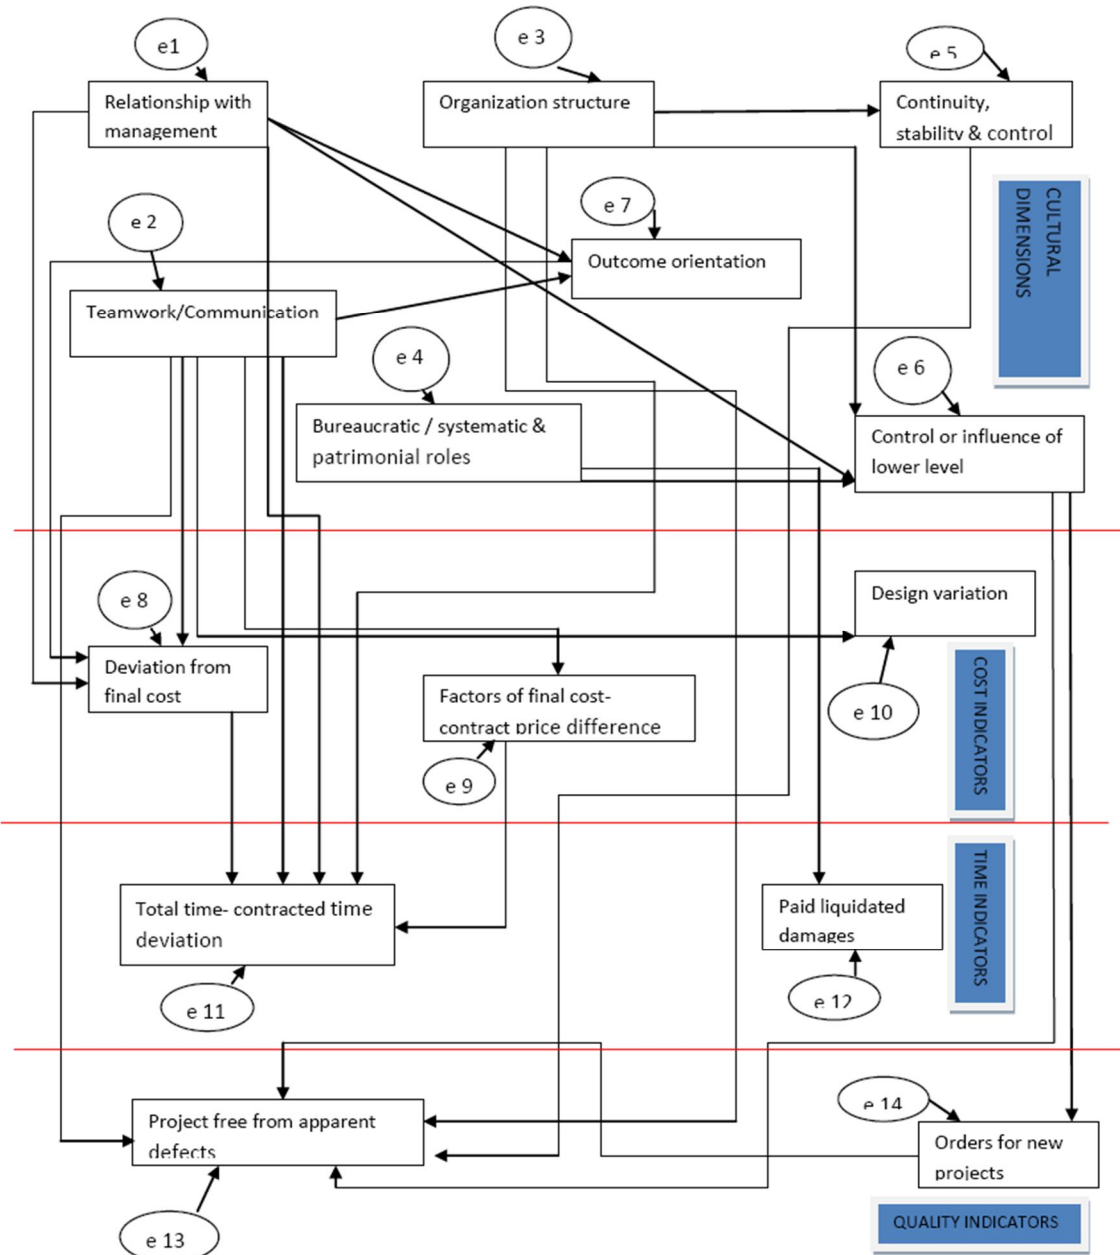 e1
e 3
e 5
Relationship with
management
Organization structure
Continuity,
stability & control
CULTURAL
DIMENSIONS
e 2
e 7
Outcome orientation
Teamwork/Communication
e 4
e 6
Bureaucratic / systematic &
patrimonial roles
Control or influence of
lower level
e 8
Design variation
Deviation from
final cost
Factors of final cost-
contract price difference
e 10
e 9
COST INDICATORS
Total time- contracted time
deviation
Paid liquidated
damages
TIME INDICATORS
e 11
e 12
e 14
Project free from apparent
defects
Orders for new
projects
e 13
QUALITY INDICATORS